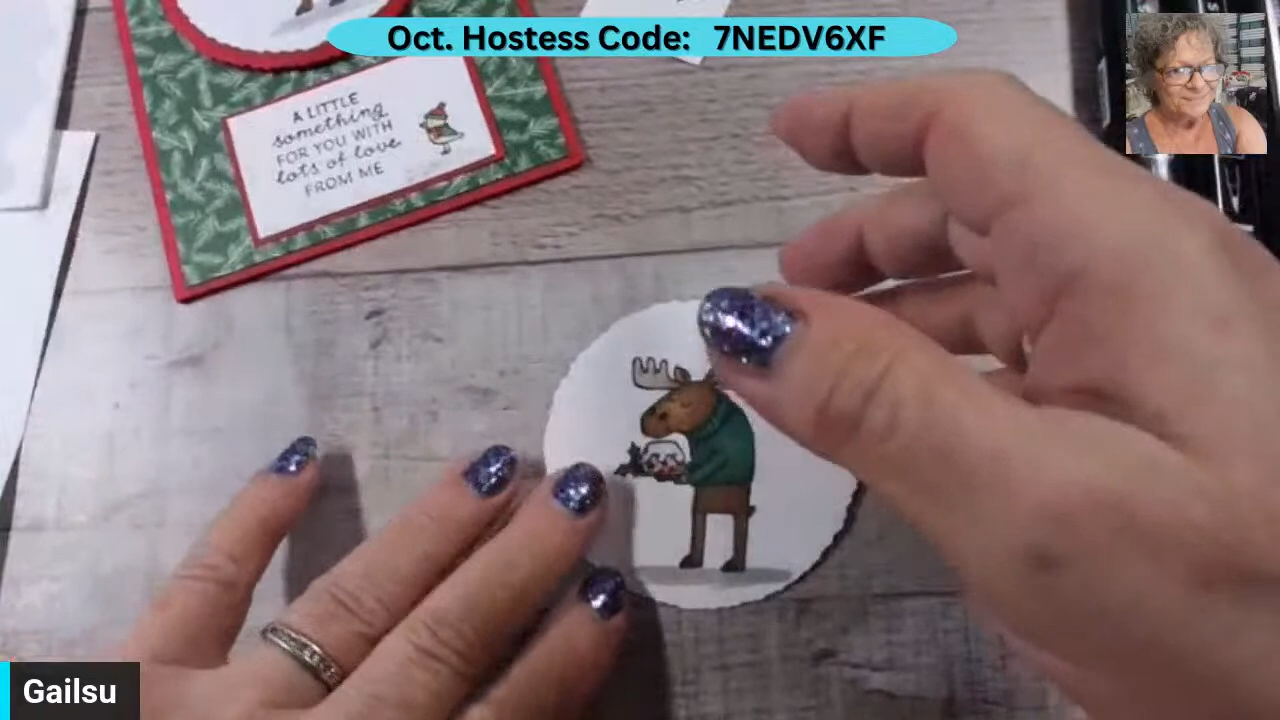 Oct. Hostess Code: 7NEDV6XF
A LITTLE
something
FOR YOU WITH
lots of love
FROM ME
Gailsu